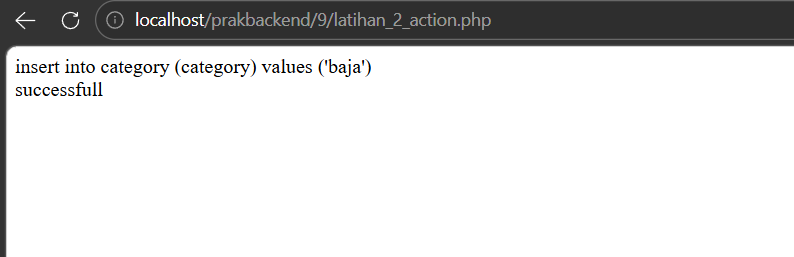 localhost/prakbackend/9/latihan_2_action.php
insert into category (category) values ('baja')
successfull